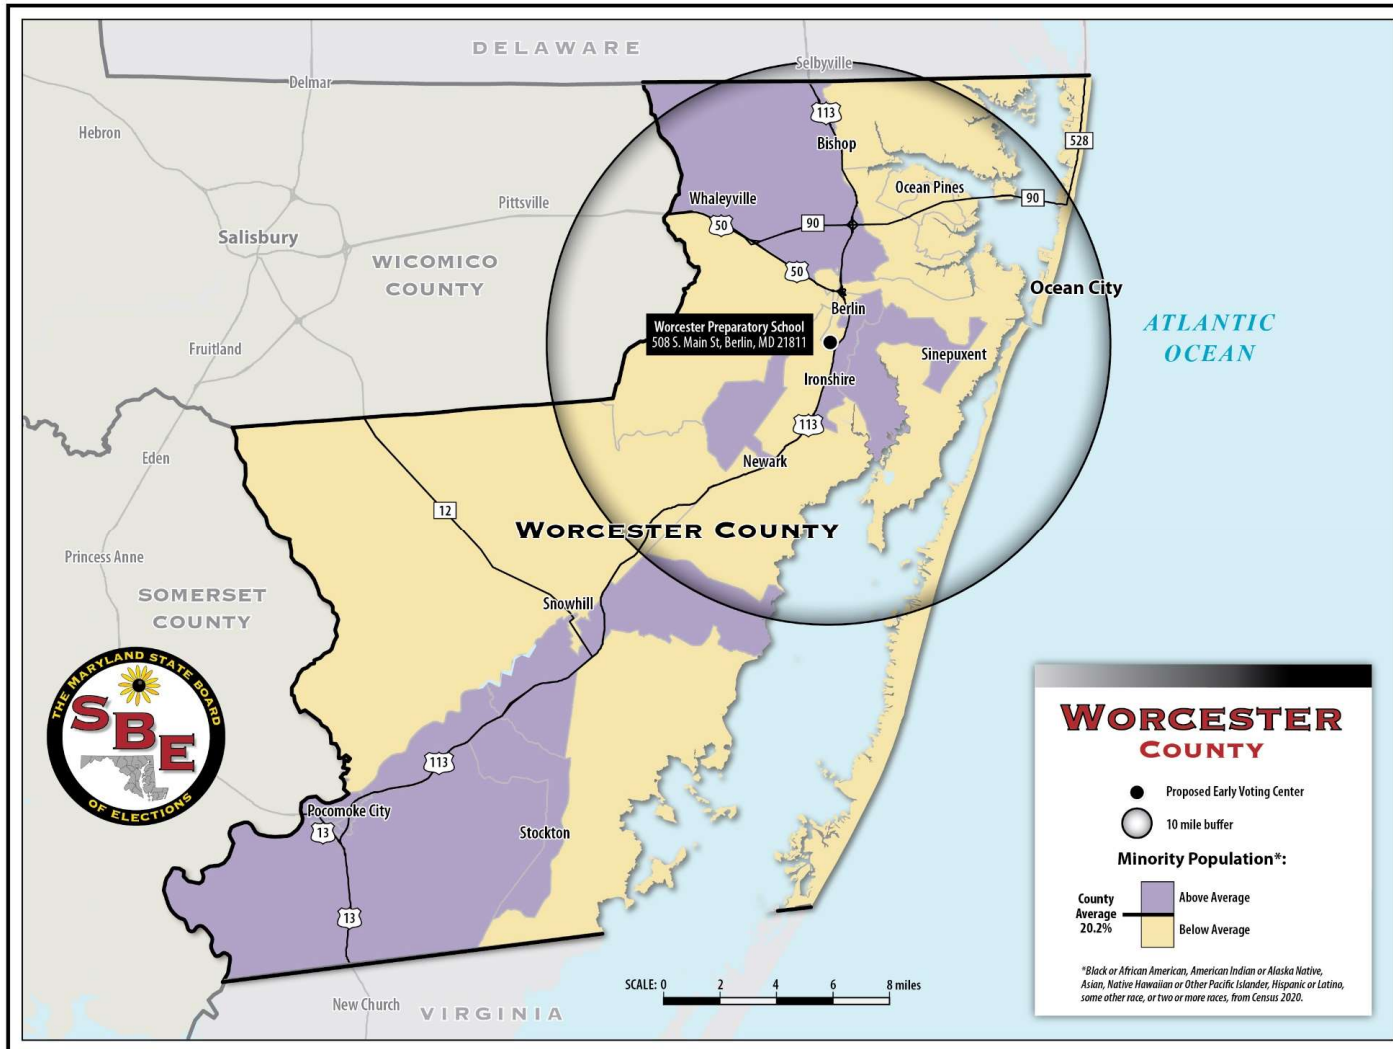 DELAWARE
Selbyville
Delmar
113
Hebron
528
Bishop
Ocean Pines
Whaleyville
90
Pittsville
50
90
Salisbury
WICOMICO
COUNTY
50
Ocean City
Berlin
ATLANTIC
OCEAN
Worcester Preparatory School
508 S. Main St, Berlin, MD 21811
Fruitland
Sinepuxent
Ironshire
113
Eden
Newark
12
WORCESTER COUNTY
Princess Anne
SOMERSET
COUNTY
Snowhill
THE MARYLAND STATE BOARD
SBE
OF ELECTIONS
113
Pocomoke City
13
Stockton
13
New Church
VIRGINIA
SCALE: 0 2 4 6 8 miles
WORCESTER
COUNTY
Proposed Early Voting Center
10 mile buffer
Minority Population*:
County
Average
20.2%
Above Average
Below Average
*Black or African American, American Indian or Alaska Native,
Asian, Native Hawaiian or Other Pacific Islander, Hispanic or Latino,
some other race, or two or more races, from Census 2020.